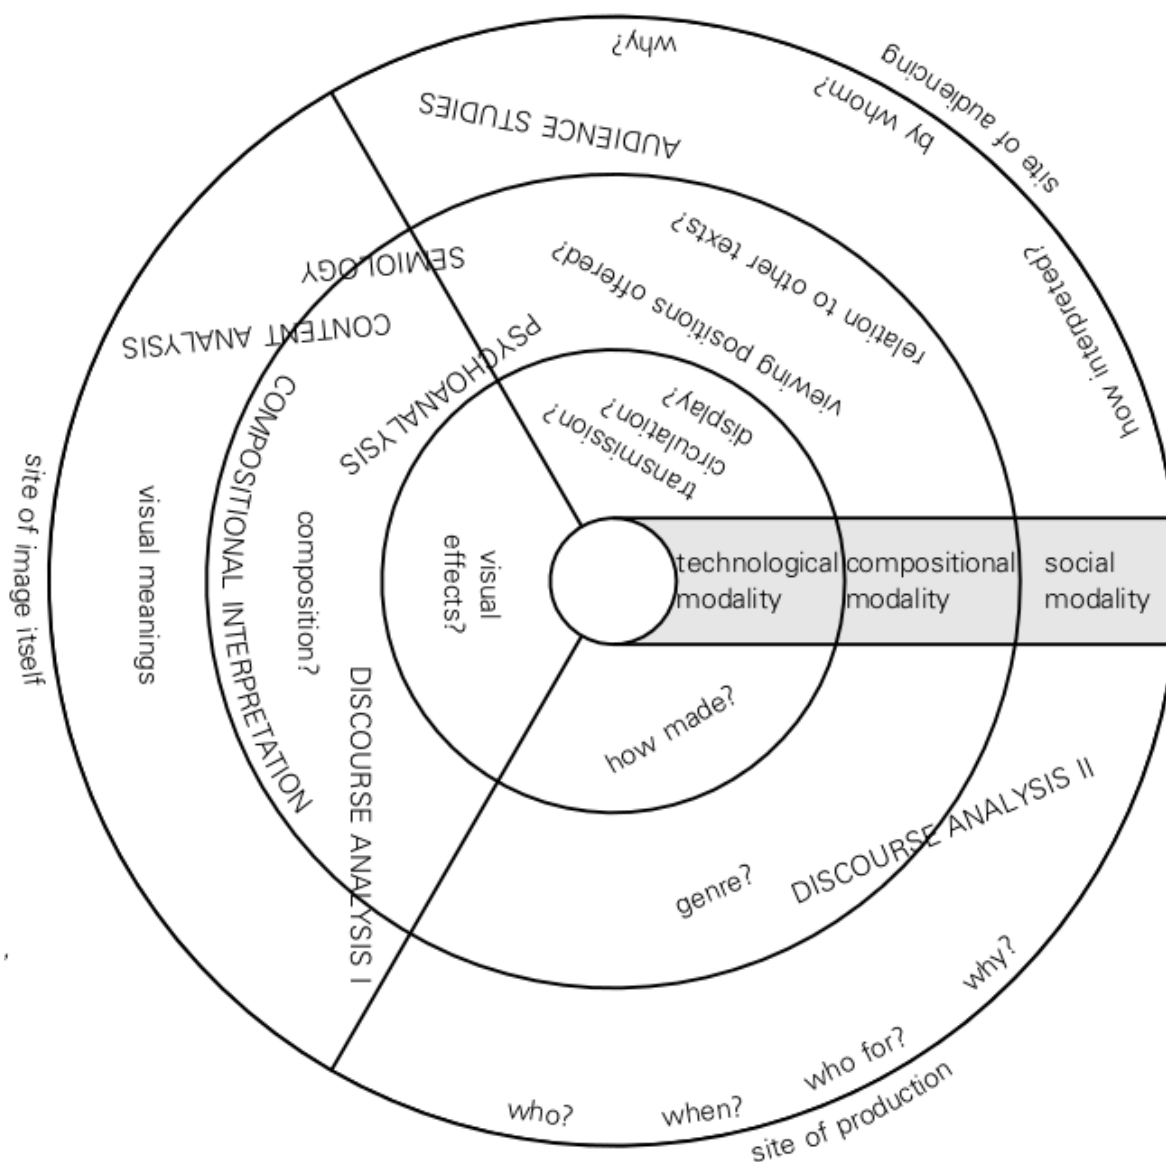 why?
site of audiencing
by whom?
AUDIENCE STUDIES
how interpreted?
relation to other texts?
viewing positions offered?
SEMIOLOGY
CONTENT ANALYSIS
PSYCHOANALYSIS
display?
circulation?
transmission?
COMPOSITIONAL INTERPRETATION
site of image itself
visual meanings
composition?
visual
effects?
technological
modality
compositional
modality
social
modality
DISCOURSE ANALYSIS I
how made?
DISCOURSE ANALYSIS II
genre?
why?
who for?
when?
who?
site of production